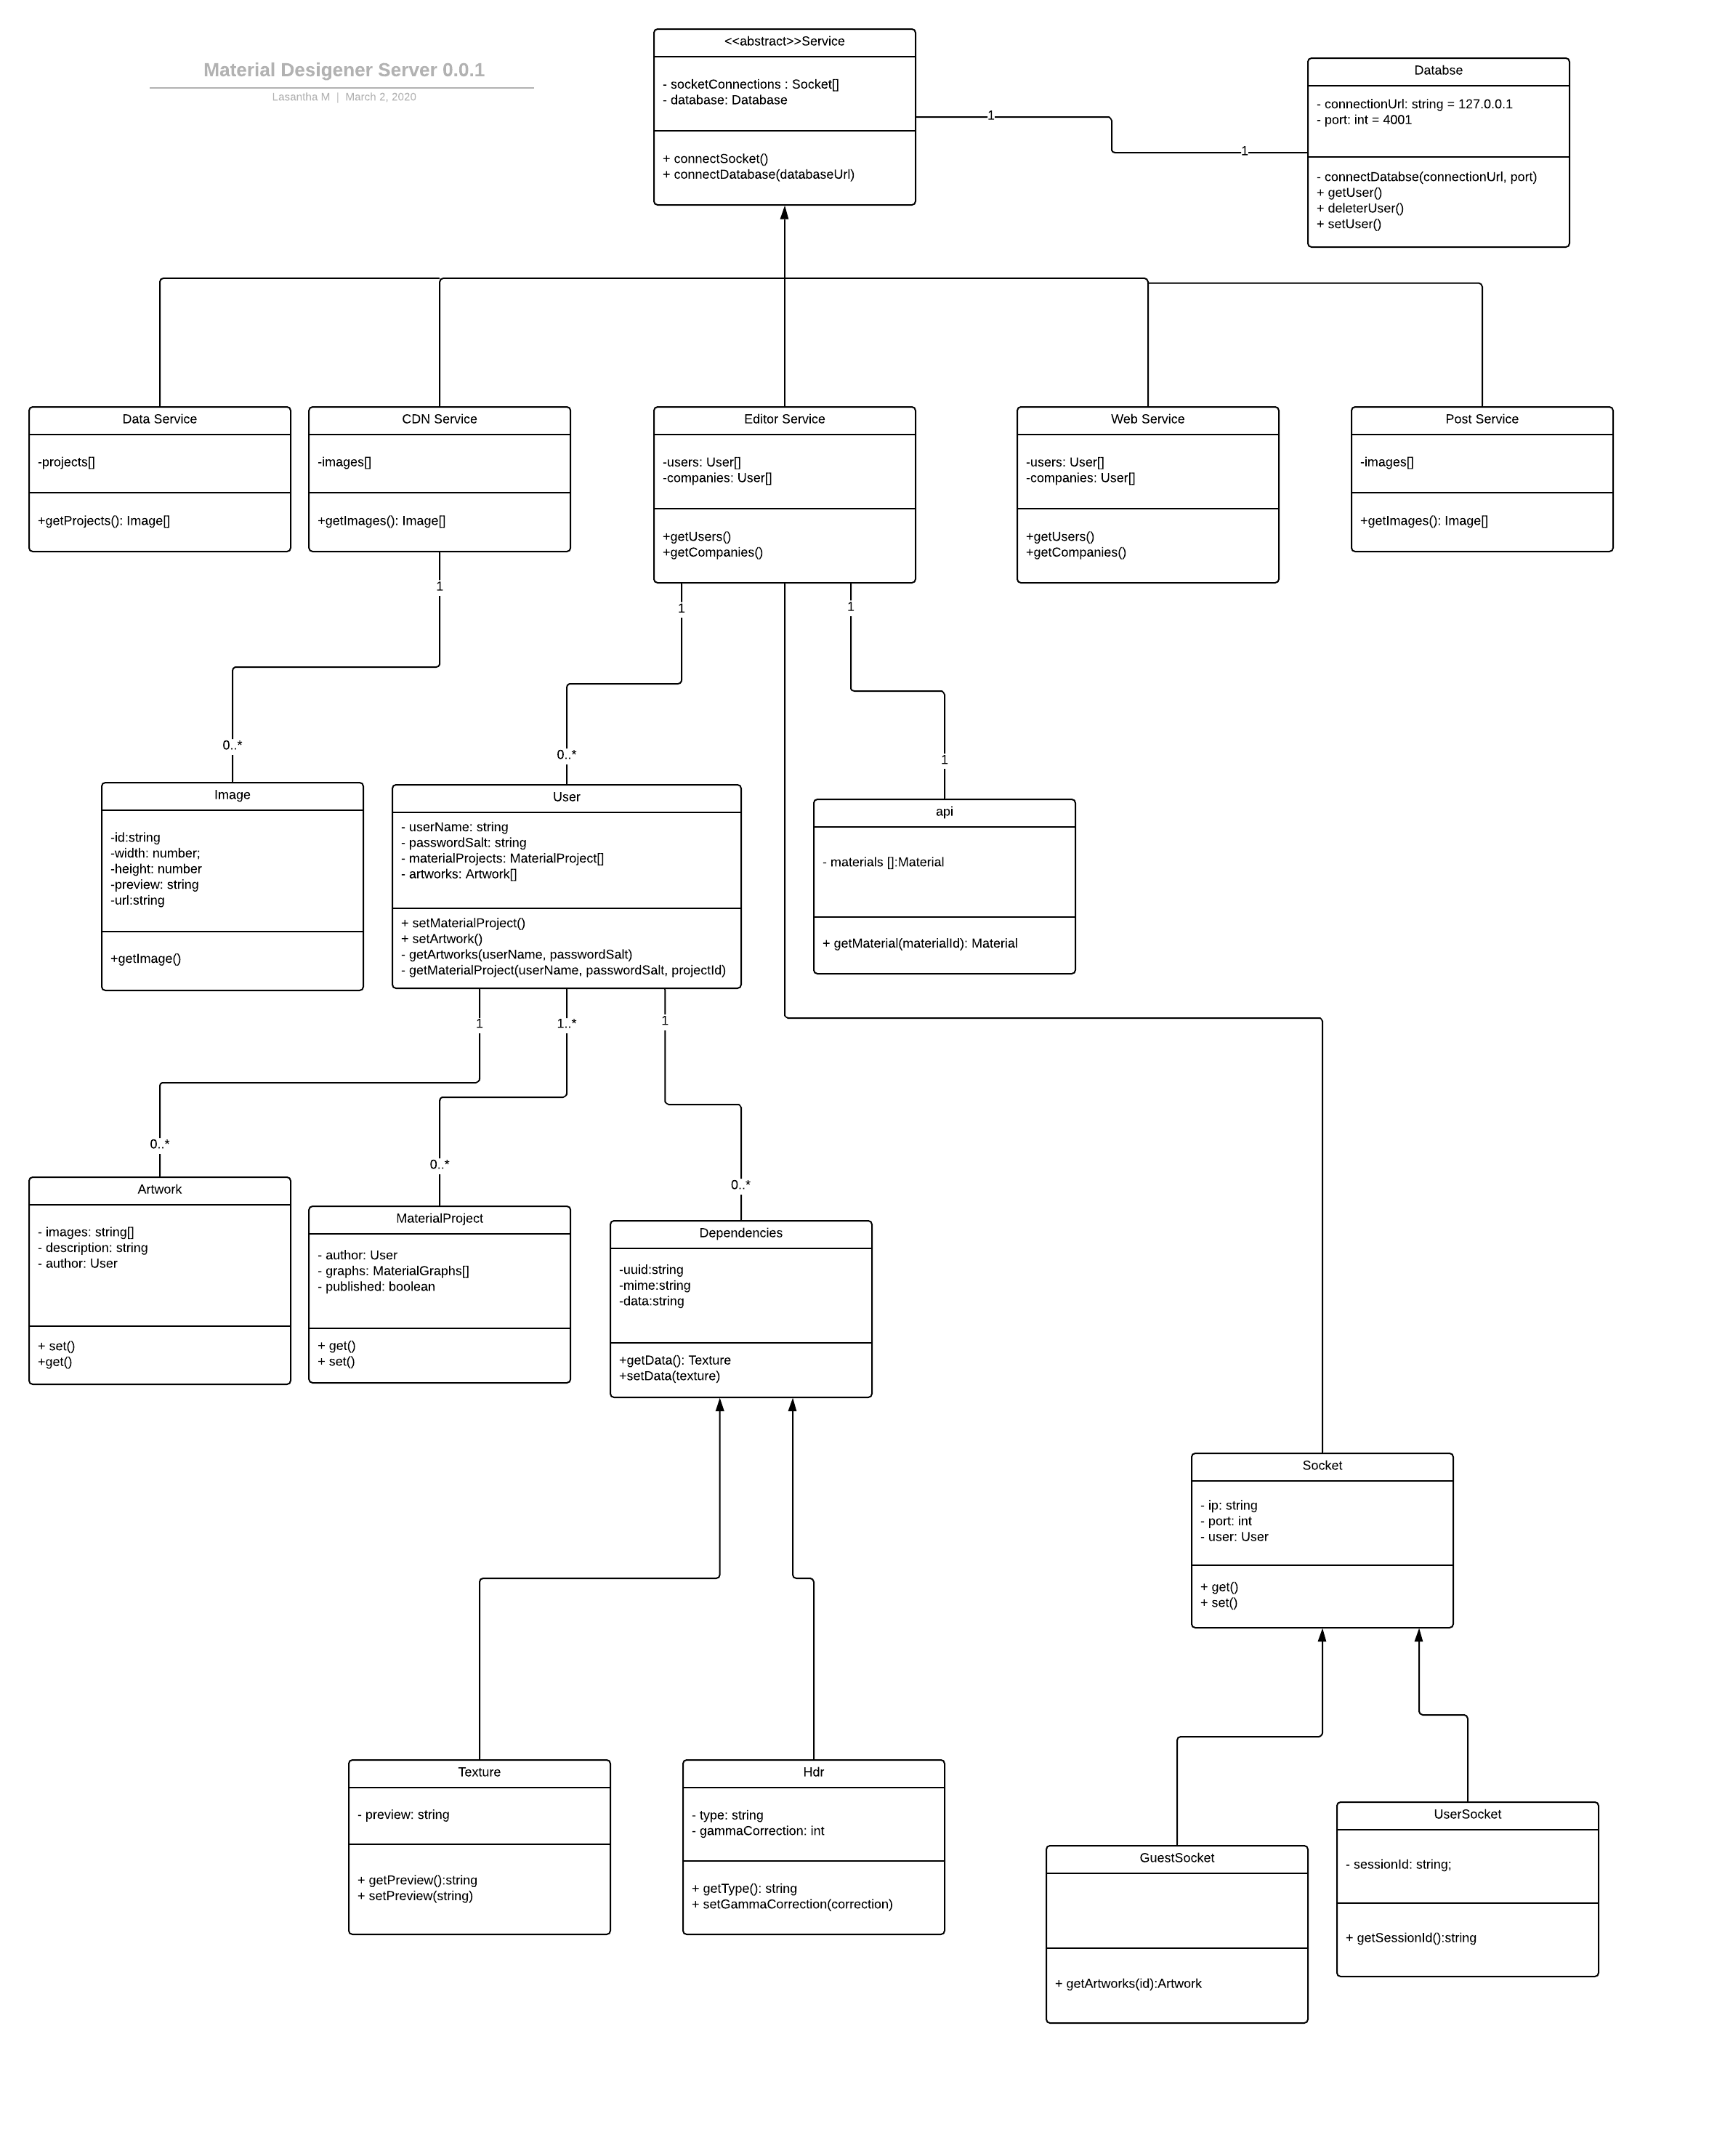 Material Desigener Server 0.0.1
Lasantha M | March 2, 2020
<<abstract>>Service
- socketConnections : Socket[]
- database: Database
+ connectSocket()
+ connectDatabase(databaseUrl)
1
1
Databse
- connectionUrl: string = 127.0.0.1
- port: int = 4001
- connectDatabse(connectionUrl, port)
+ getUser()
+ deleterUser()
+ setUser()
Data Service
-projects[]
+getProjects(): Image[]
CDN Service
-images[]
+getImages(): Image[]
Editor Service
-users: User[]
-companies: User[]
+getUsers()
+getCompanies()
Web Service
-users: User[]
-companies: User[]
+getUsers()
+getCompanies()
Post Service
-images[]
+getImages(): Image[]
1
1
1
0..*
0..*
1
Image
-id:string
-width: number;
-height: number
-preview: string
-url:string
+getImage()
User
- userName: string
- passwordSalt: string
- materialProjects: MaterialProject[]
- artworks: Artwork[]
+ setMaterialProject()
+ setArtwork()
- getArtworks(userName, passwordSalt)
- getMaterialProject(userName, passwordSalt, projectId)
api
- materials []:Material
+ getMaterial(materialId): Material
1
1..*
1
0..*
0..*
0..*
Artwork
- images: string[]
- description: string
- author: User
+ set()
+get()
MaterialProject
- author: User
- graphs: MaterialGraphs[]
- published: boolean
+ get()
+ set()
Dependencies
-uuid:string
-mime:string
-data:string
+getData(): Texture
+setData(texture)
Socket
- ip: string
- port: int
- user: User
+ get()
+ set()
Texture
- preview: string
+ getPreview():string
+ setPreview(string)
Hdr
- type: string
- gammaCorrection: int
+ getType(): string
+ setGammaCorrection(correction)
GuestSocket
+ getArtworks(id):Artwork
UserSocket
- sessionId: string;
+ getSessionId():string